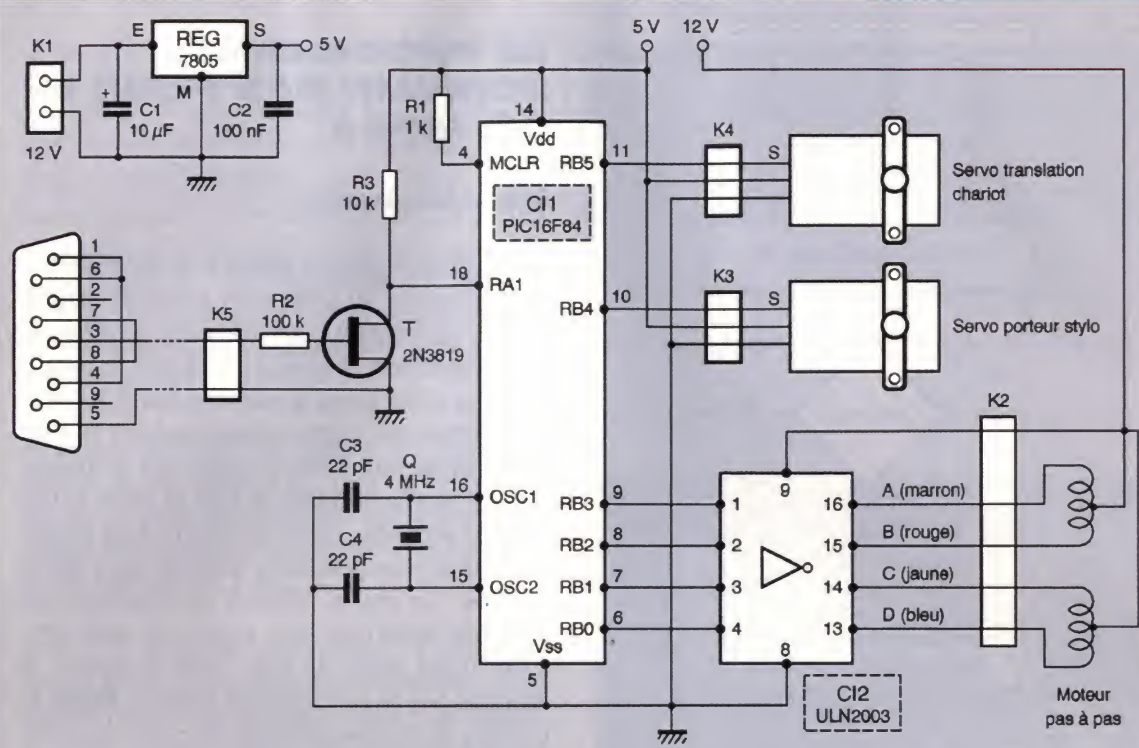 K1
E
REG
7805
S
5 V
M
+
C1
10 µF
C2
100 nF
12 V
5 V
12 V
R1
1 k
14
Vdd
4
MCLR
RB5
11
K4
S
Servo translation
chariot
CI1
PIC16F84
R3
10 k
1
6
2
7
3
8
4
9
5
K5
R2
100 k
T
2N3819
18
RA1
RB4
10
K3
S
Servo porteur stylo
C3
22 pF
C4
22 pF
Q
4 MHz
16
OSC1
15
OSC2
RB3
9
RB2
8
RB1
7
RB0
6
Vss
5
9
1
2
3
4
16
15
14
13
8
CI2
ULN2003
K2
A (marron)
B (rouge)
C (jaune)
D (bleu)
Moteur
pas à pas